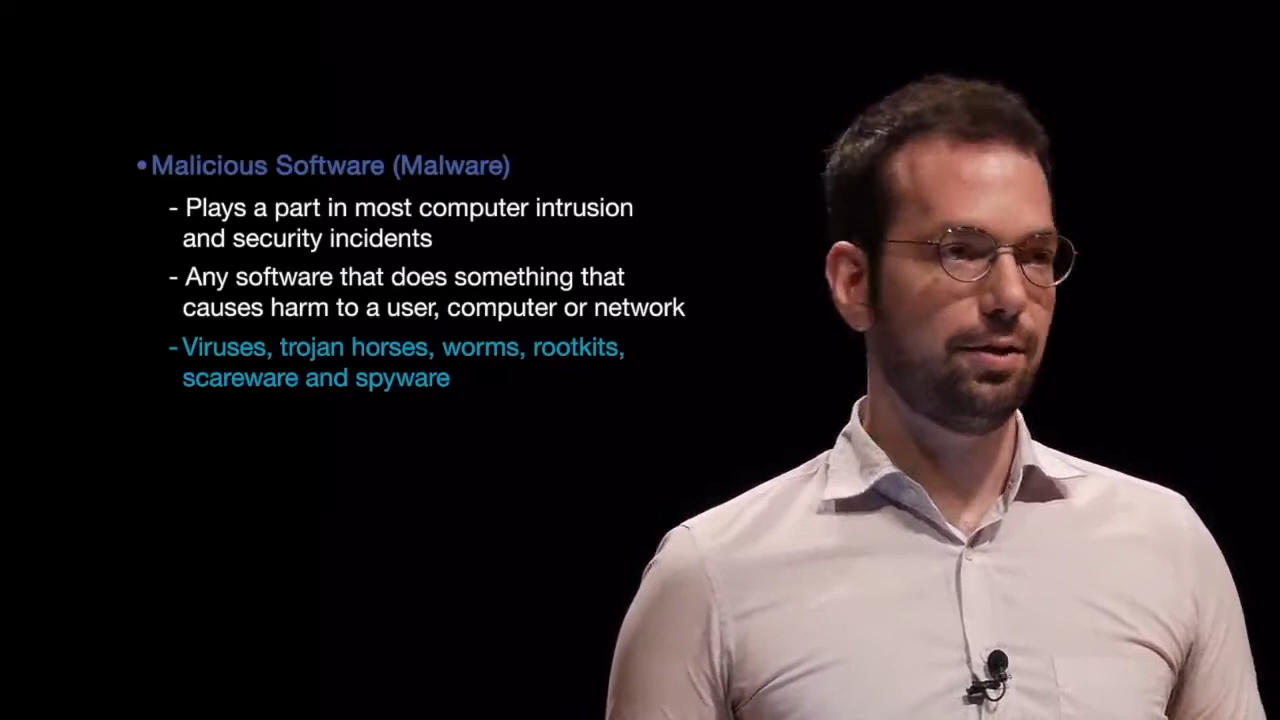 •Malicious Software (Malware)
- Plays a part in most computer intrusion
and security incidents
- Any software that does something that
causes harm to a user, computer or network
- Viruses, trojan horses, worms, rootkits,
scareware and spyware